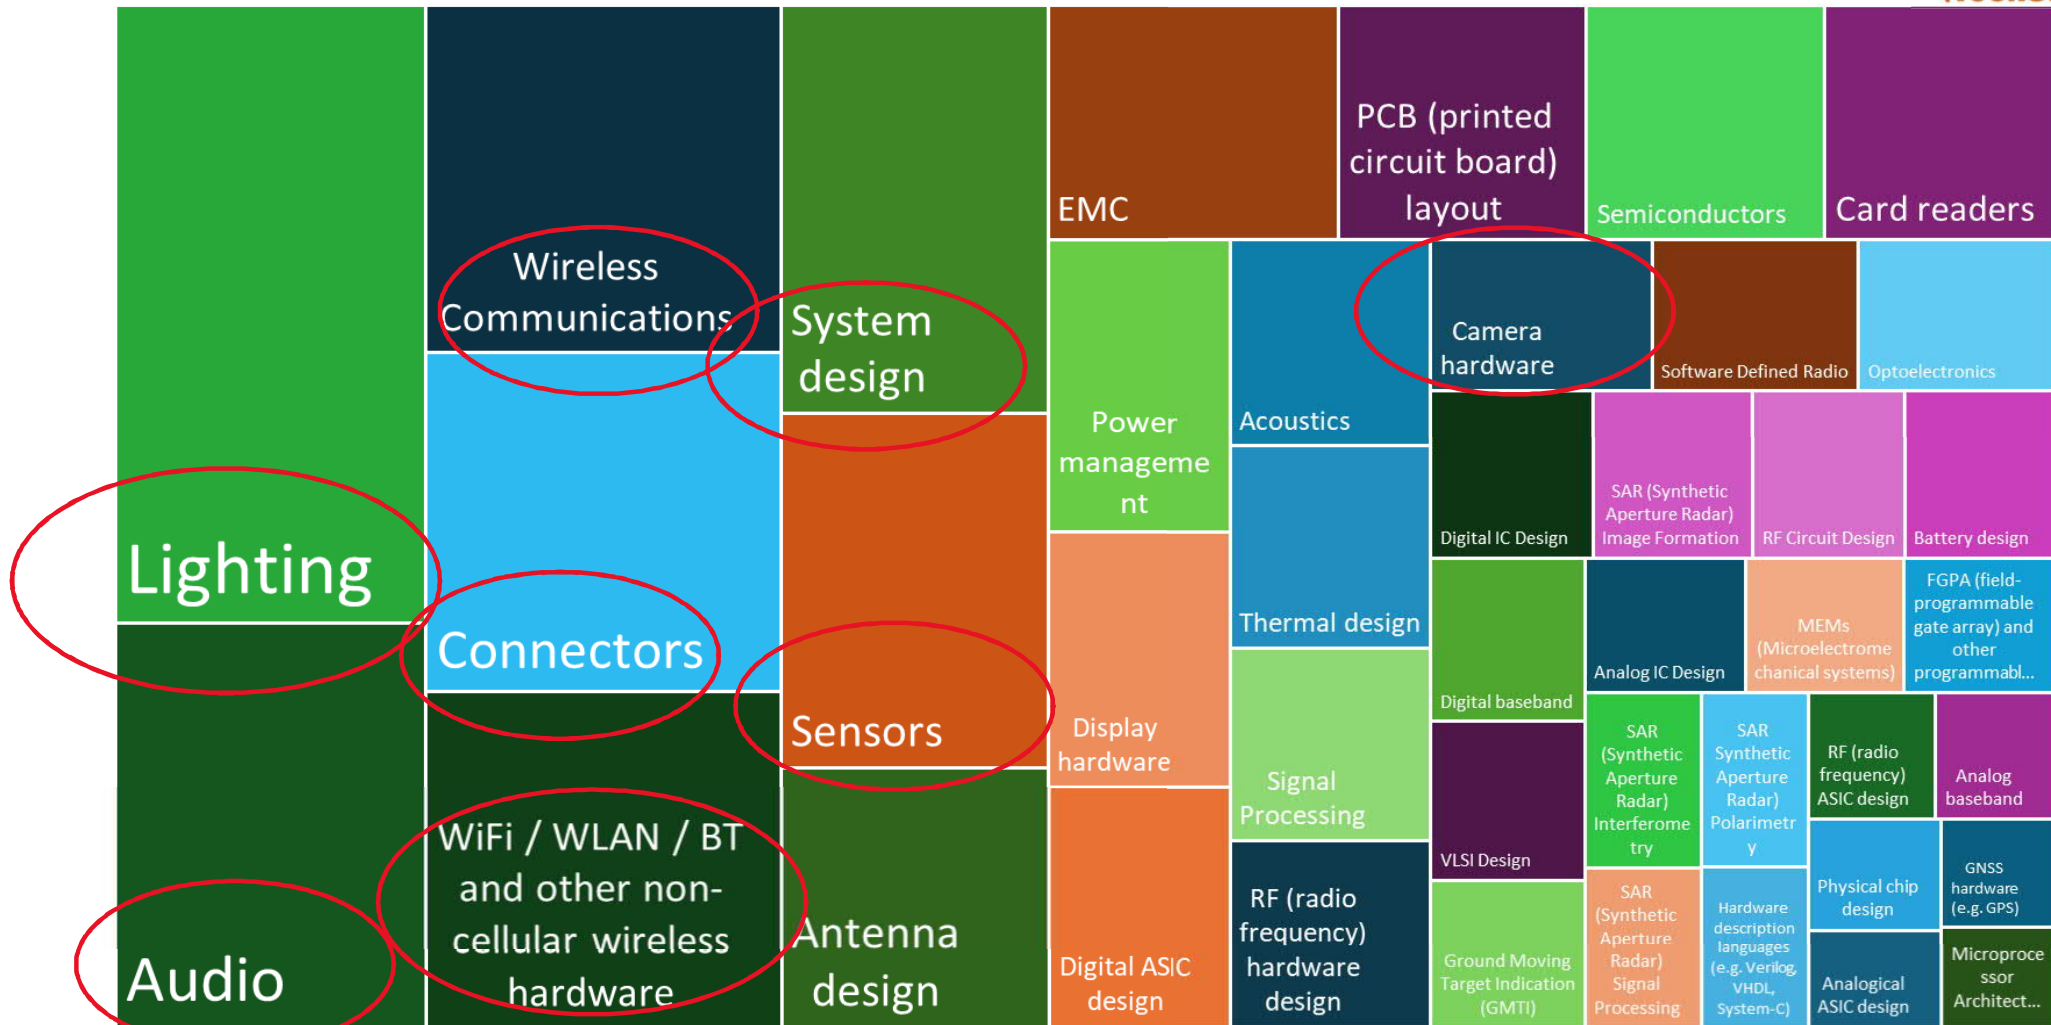 Lighting
Audio
Wireless
Communications
Connectors
WiFi / WLAN / BT
and other non-
cellular wireless
hardware
System
design
Sensors
Antenna
design
EMC
PCB (printed
circuit board)
layout
Semiconductors
Card readers
Power
manageme
nt
Display
hardware
Digital ASIC
design
Acoustics
Thermal design
Signal
Processing
RF (radio
frequency)
hardware
design
Camera
hardware
Software Defined Radio
Optoelectronics
Digital IC Design
SAR (Synthetic
Aperture Radar)
Image Formation
RF Circuit Design
Battery design
Digital baseband
Analog IC Design
MEMs
(Microelectrome
chanical systems)
FGPA (field-
programmable
gate array) and
other
programmabl...
VLSI Design
SAR
(Synthetic
Aperture
Radar)
Interferome
try
SAR
Synthetic
Aperture
Radar)
Polarimetr
y
RF (radio
frequency)
ASIC design
Analog
baseband
Ground Moving
Target Indication
(GMTI)
SAR
(Synthetic
Aperture
Radar)
Signal
Processing
Hardware
description
languages
(e.g. Verilog,
VHDL,
System-C)
Physical chip
design
GNSS
hardware
(e.g. GPS)
Analogical
ASIC design
Microproce
ssor
Architect...